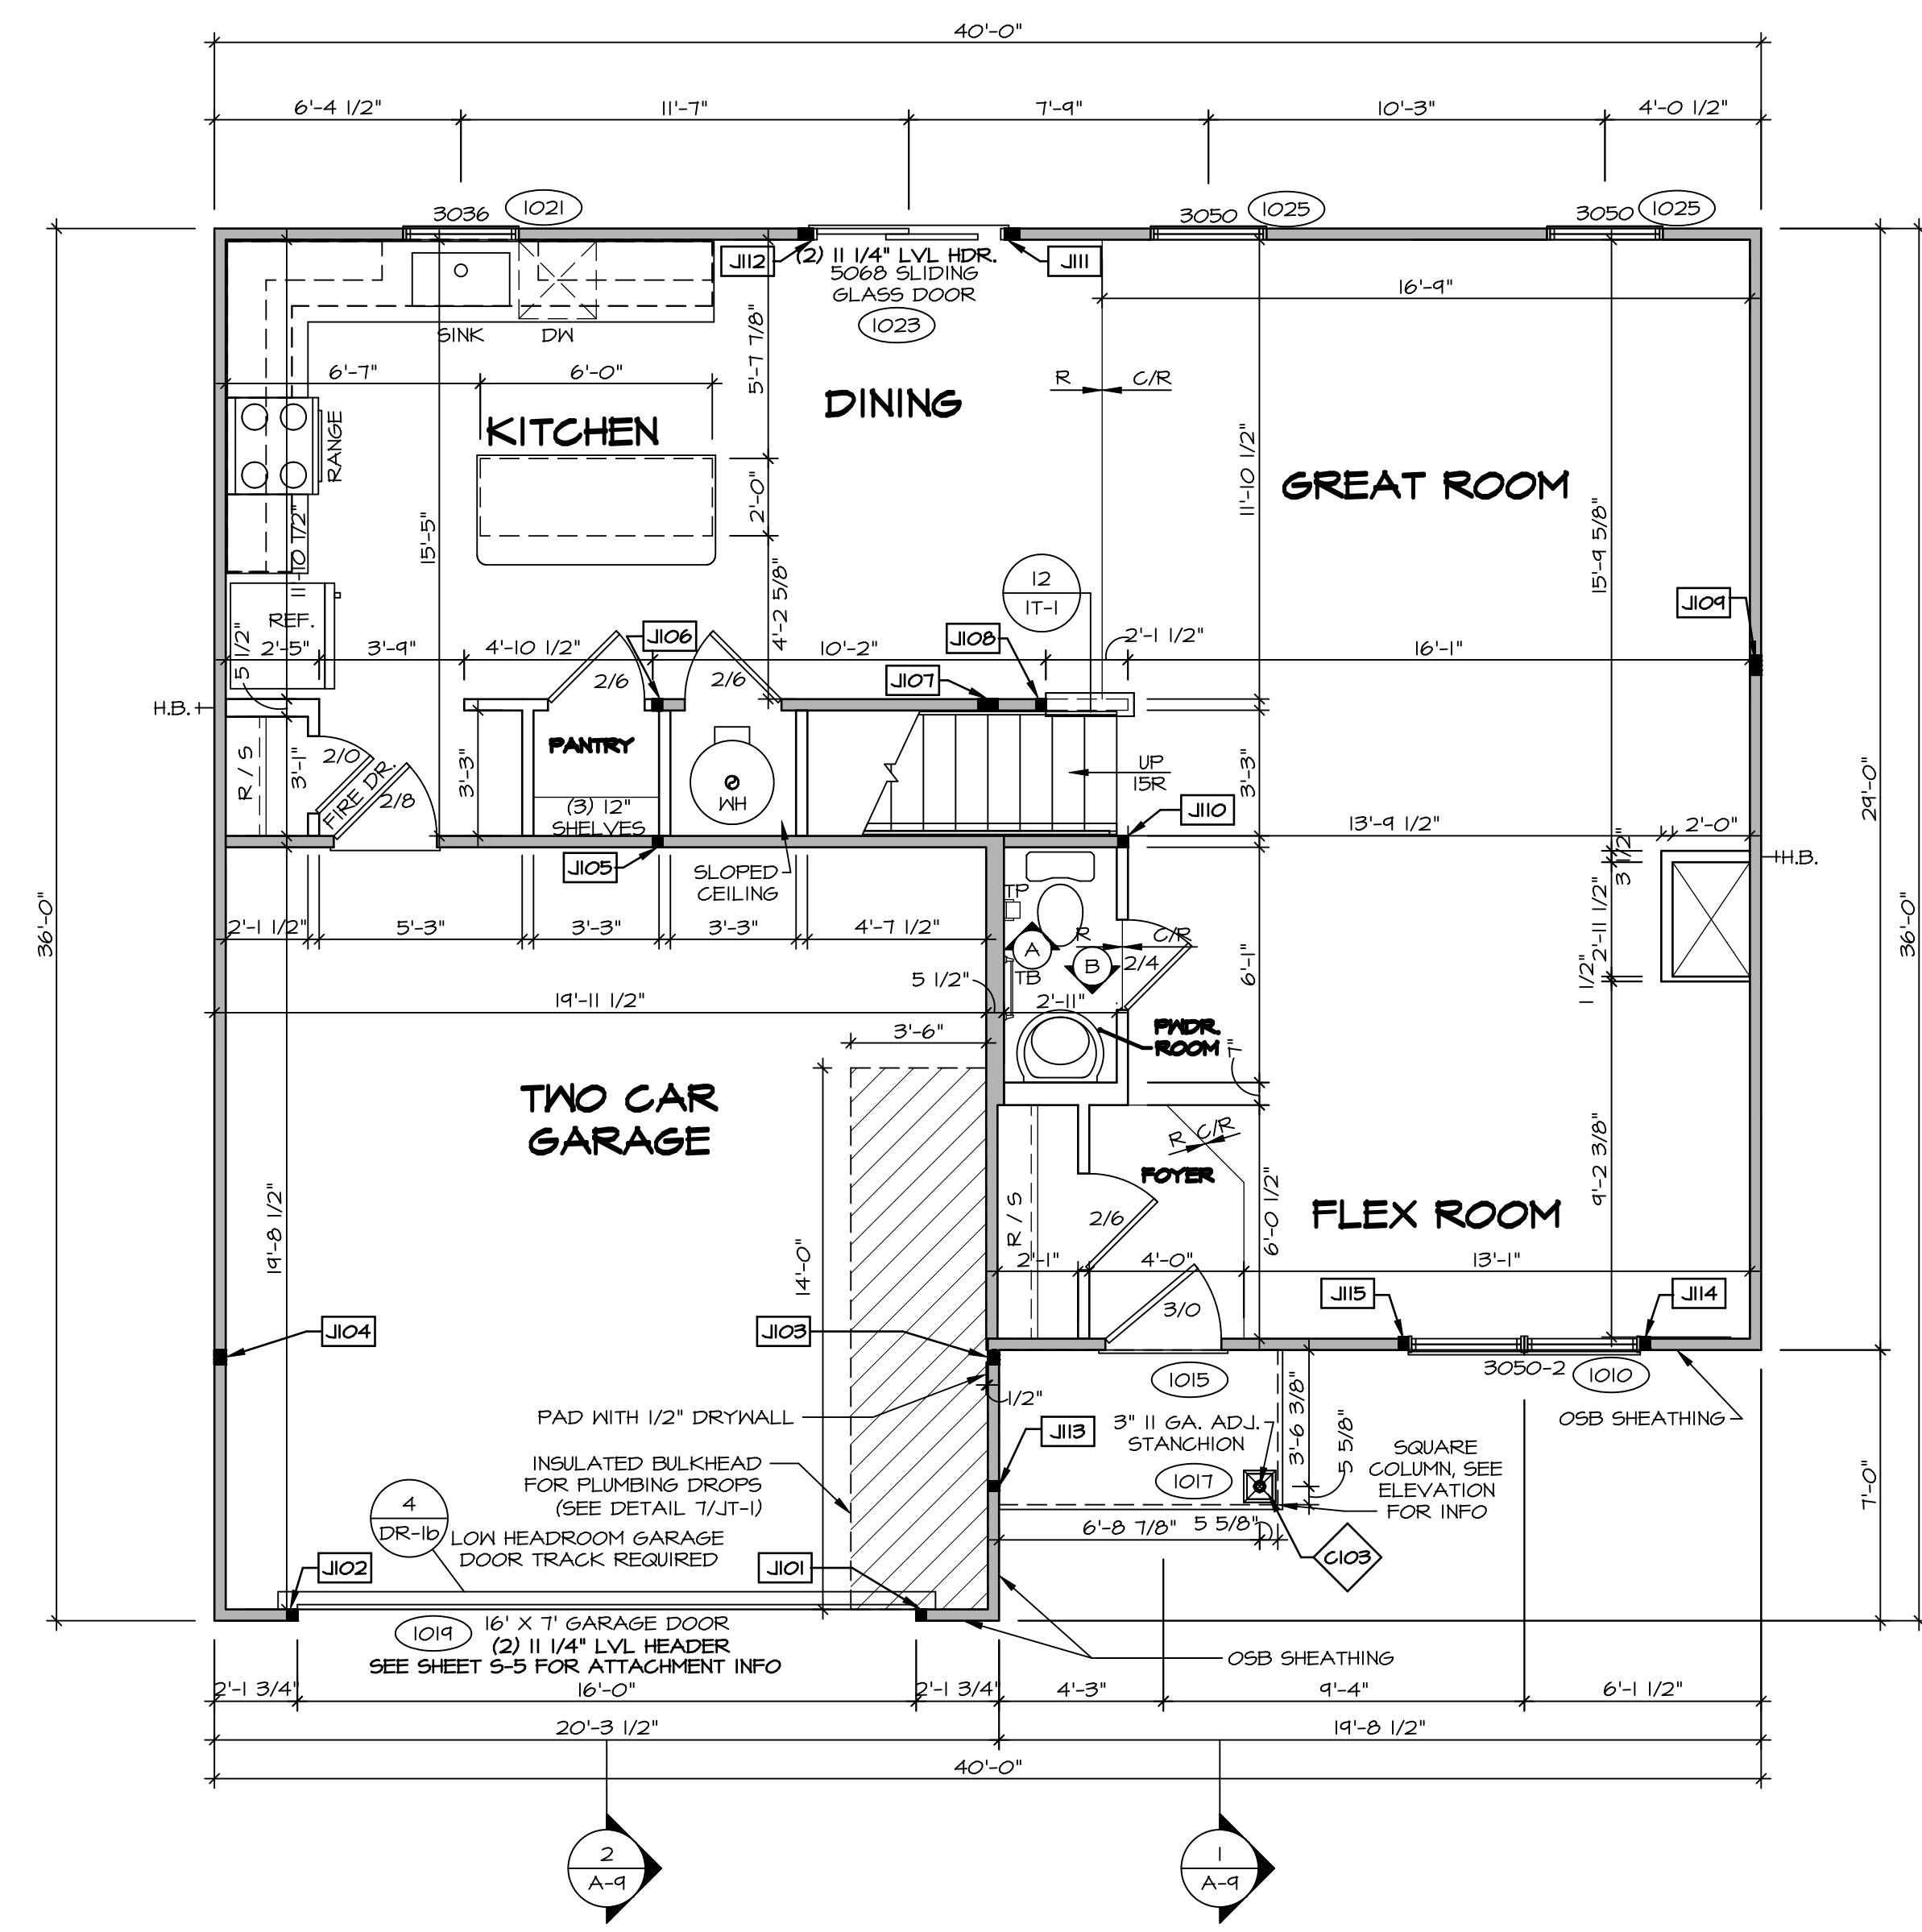 40'-0"
6'-4 1/2"
11'-7"
7'-9"
10'-3"
4'-0 1/2"
3036
1021
3050
1025
3050
1025
J112
(2) 11 1/4" LVL HDR.
5068 SLIDING
GLASS DOOR
1023
J111
16'-9"
SINK
DW
5'-7 7/8"
6'-7"
6'-0"
R
C/R
DINING
KITCHEN
RANGE
11'-10 1/2"
GREAT ROOM
2'-0"
11'-10 1/2"
15'-5"
15'-9 5/8"
12
1T-1
4'-2 5/8"
J109
REF.
5 1/2"
2'-5"
3'-9"
4'-10 1/2"
J106
10'-2"
J108
2'-1 1/2"
16'-1"
2/6
2/6
J107
H.B.
PANTRY
R / S
3'-1"
2/0
FIRE DR.
2/8
3'-3"
WH
UP
15R
3'-3"
29'-0"
(3) 12"
SHELVES
J110
13'-9 1/2"
2'-0"
3 1/2"
H.B.
J105
SLOPED
CEILING
TP
36'-0"
36'-0"
2'-1 1/2"
5'-3"
3'-3"
3'-3"
4'-7 1/2"
R
C/R
A
B
2/4
TB
6'-1"
2'-11 1/2"
1 1/2"
5 1/2"
19'-11 1/2"
2'-11"
3'-6"
PWDR.
ROOM
7"
TWO CAR
GARAGE
R
C/R
FOYER
9'-2 3/8"
19'-8 1/2"
14'-0"
R / S
2/6
6'-0 1/2"
FLEX ROOM
2'-1"
4'-0"
13'-1"
3/0
J115
J114
J104
J103
3050-2
1010
1015
1/2"
PAD WITH 1/2" DRYWALL
3" 11 GA. ADJ.
STANCHION
3'-6 3/8"
5 5/8"
OSB SHEATHING
J113
SQUARE
COLUMN, SEE
ELEVATION
FOR INFO
INSULATED BULKHEAD
FOR PLUMBING DROPS
(SEE DETAIL 7/JT-1)
1017
7'-0"
4
DR-1b
LOW HEADROOM GARAGE
DOOR TRACK REQUIRED
6'-8 7/8"
5 5/8"
C103
J102
J101
1019
16' X 7' GARAGE DOOR
(2) 11 1/4" LVL HEADER
SEE SHEET S-5 FOR ATTACHMENT INFO
OSB SHEATHING
2'-1 3/4"
16'-0"
2'-1 3/4"
4'-3"
9'-4"
6'-1 1/2"
20'-3 1/2"
19'-8 1/2"
40'-0"
2
A-9
1
A-9